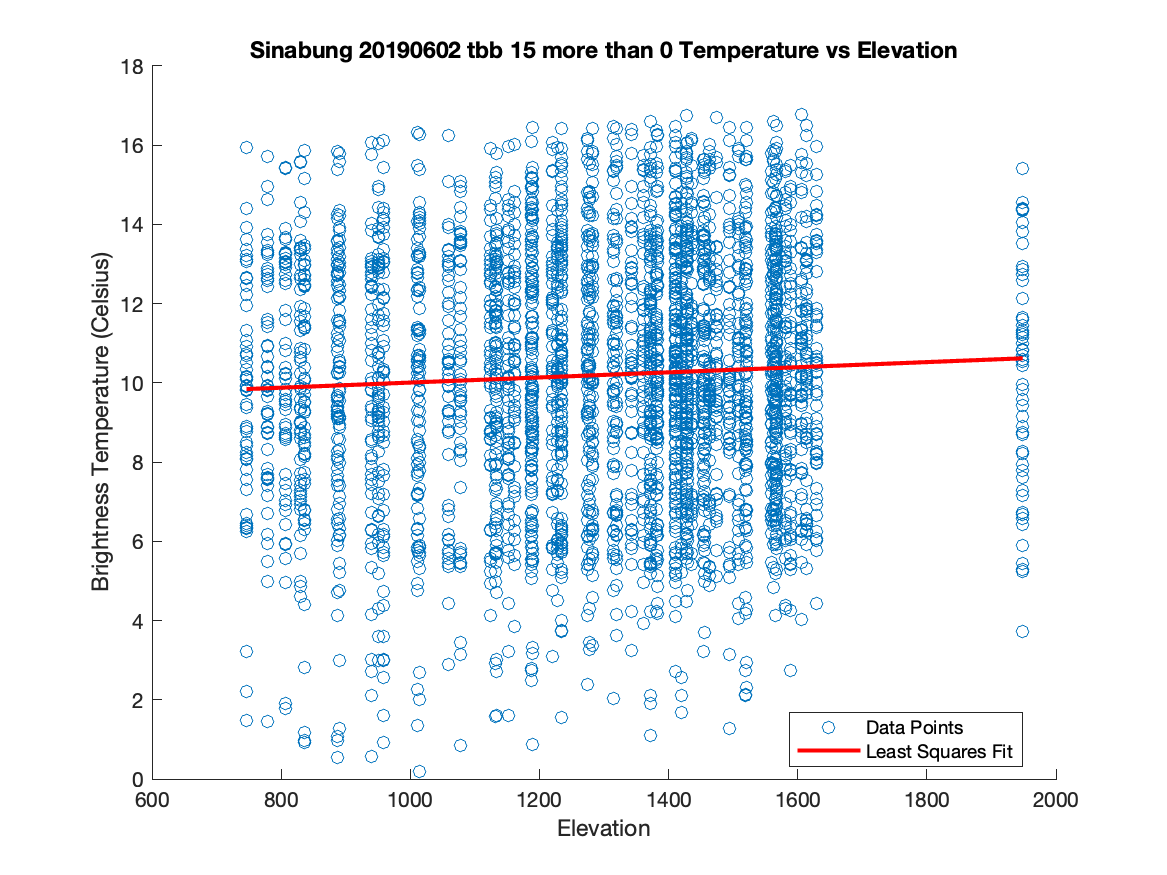 Sinabung 20190602 tbb 15 more than 0 Temperature vs Elevation
18
16
14
12
10
8
6
4
2
0
Brightness Temperature (Celsius)
Data Points
Least Squares Fit
600 800 1000 1200 1400 1600 1800 2000
Elevation